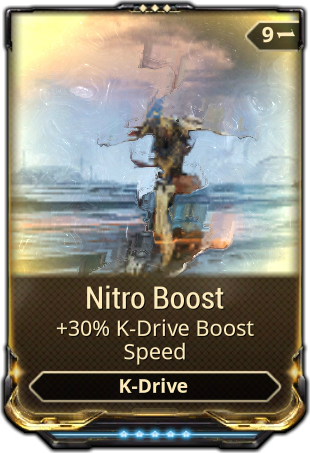 9
Nitro Boost
+30% K-Drive Boost
Speed
K-Drive